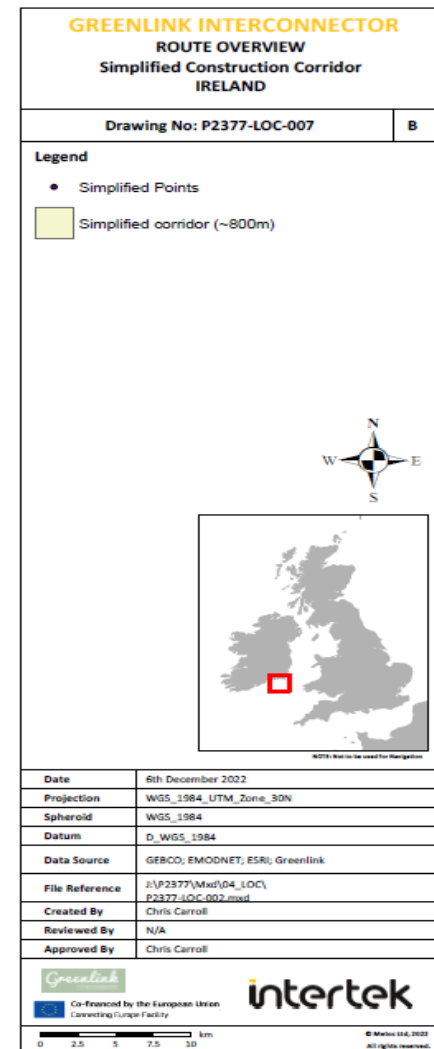 GREENLINK INTERCONNECTOR
ROUTE OVERVIEW
Simplified Construction Corridor
IRELAND
Drawing No: P2377-LOC-007 B
Legend
Simplified Points
Simplified corridor (~800m)
N
W E
S
NOTE: Not to be used for Navigation
Date 6th December 2022
Projection WGS_1984_UTM_Zone_30N
Spheroid WGS_1984
Datum D_WGS_1984
Data Source GEBCO; EMODNET; ESRI; Greenlink
File Reference J:\P2377\Mxd\04_LOC\
P2377-LOC-002.mxd
Created By Chris Carroll
Reviewed By N/A
Approved By Chris Carroll
Greenlink
intertek
Co-financed by the European Union
Connecting Europe Facility
km
0 2.5 5 7.5 10
© Metoc Ltd, 2022
All rights reserved.